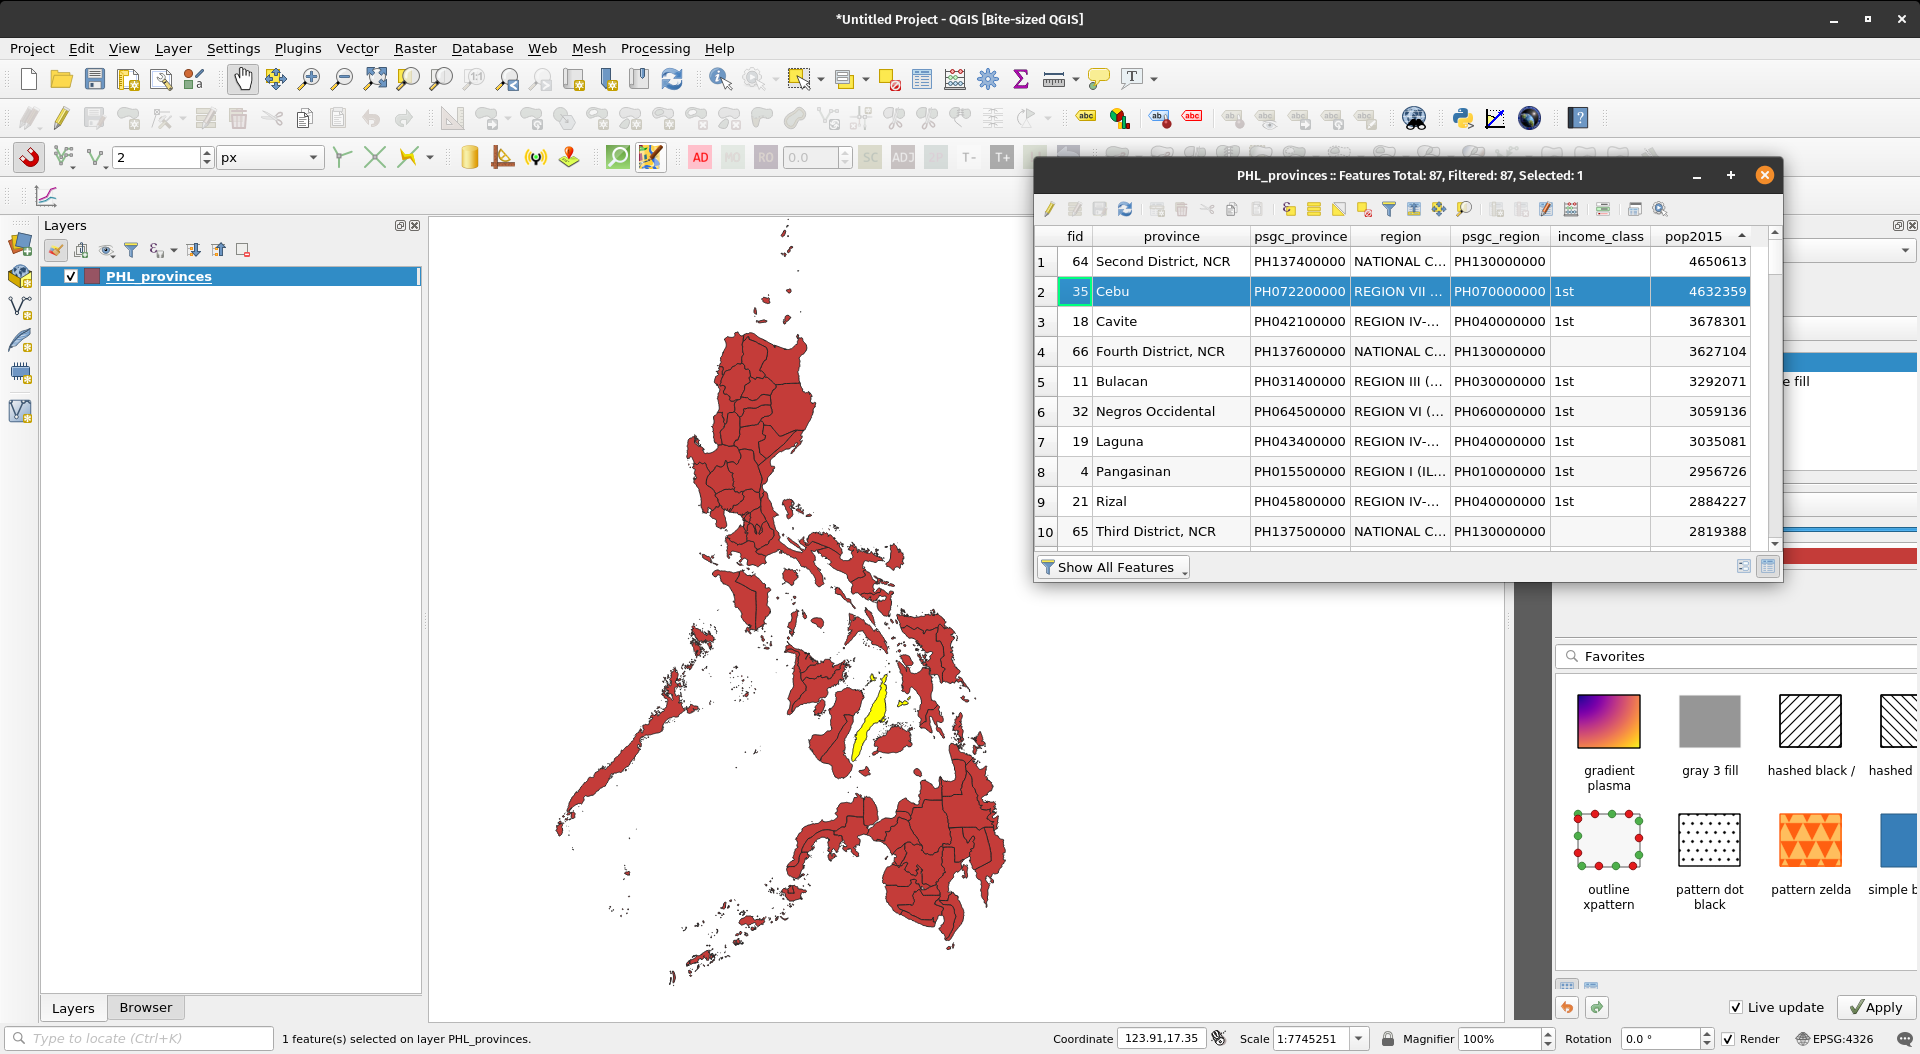 *Untitled Project - QGIS [Bite-sized QGIS]
Project Edit View Layer Settings Plugins Vector Raster Database Web Mesh Processing Help
2 px
AD MO RO 0.0 SC ADJ T- T+
Layers
PHL_provinces
PHL_provinces :: Features Total: 87, Filtered: 87, Selected: 1
fid province psgc_province region psgc_region income_class pop2015
1 64 Second District, NCR PH137400000 NATIONAL C... PH130000000 4650613
2 35 Cebu PH072200000 REGION VII ... PH070000000 1st 4632359
3 18 Cavite PH042100000 REGION IV-... PH040000000 1st 3678301
4 66 Fourth District, NCR PH137600000 NATIONAL C... PH130000000 3627104
5 11 Bulacan PH031400000 REGION III (... PH030000000 1st 3292071
6 32 Negros Occidental PH064500000 REGION VI (... PH060000000 1st 3059136
7 19 Laguna PH043400000 REGION IV-... PH040000000 1st 3035081
8 4 Pangasinan PH015500000 REGION I (IL... PH010000000 1st 2956726
9 21 Rizal PH045800000 REGION IV-... PH040000000 1st 2884227
10 65 Third District, NCR PH137500000 NATIONAL C... PH130000000 2819388
Show All Features
e fill
Favorites
gradient plasma
gray 3 fill
hashed black /
hashed
outline xpattern
pattern dot black
pattern zelda
simple b
Live update Apply
Layers Browser
Type to locate (Ctrl+K) 1 feature(s) selected on layer PHL_provinces. Coordinate 123.91,17.35 Scale 1:7745251 Magnifier 100% Rotation 0.0 ° Render EPSG:4326